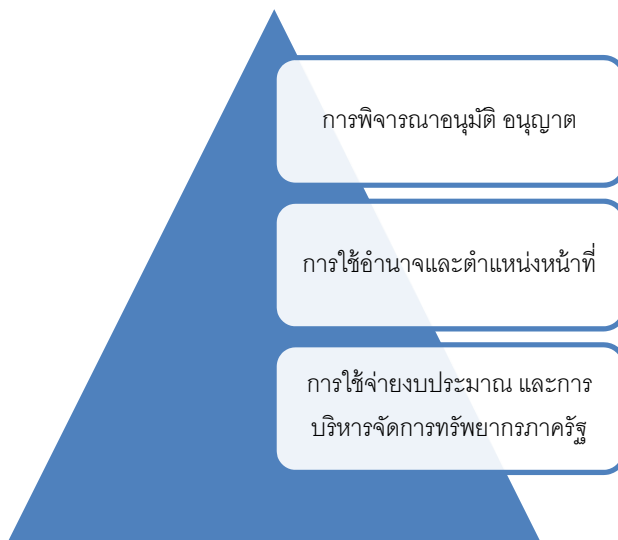 การพิจารณาอนุมัติ อนุญาต
การใช้อำนาจและตำแหน่งหน้าที่
การใช้จ่ายงบประมาณ และการ
บริหารจัดการทรัพยากรภาครัฐ